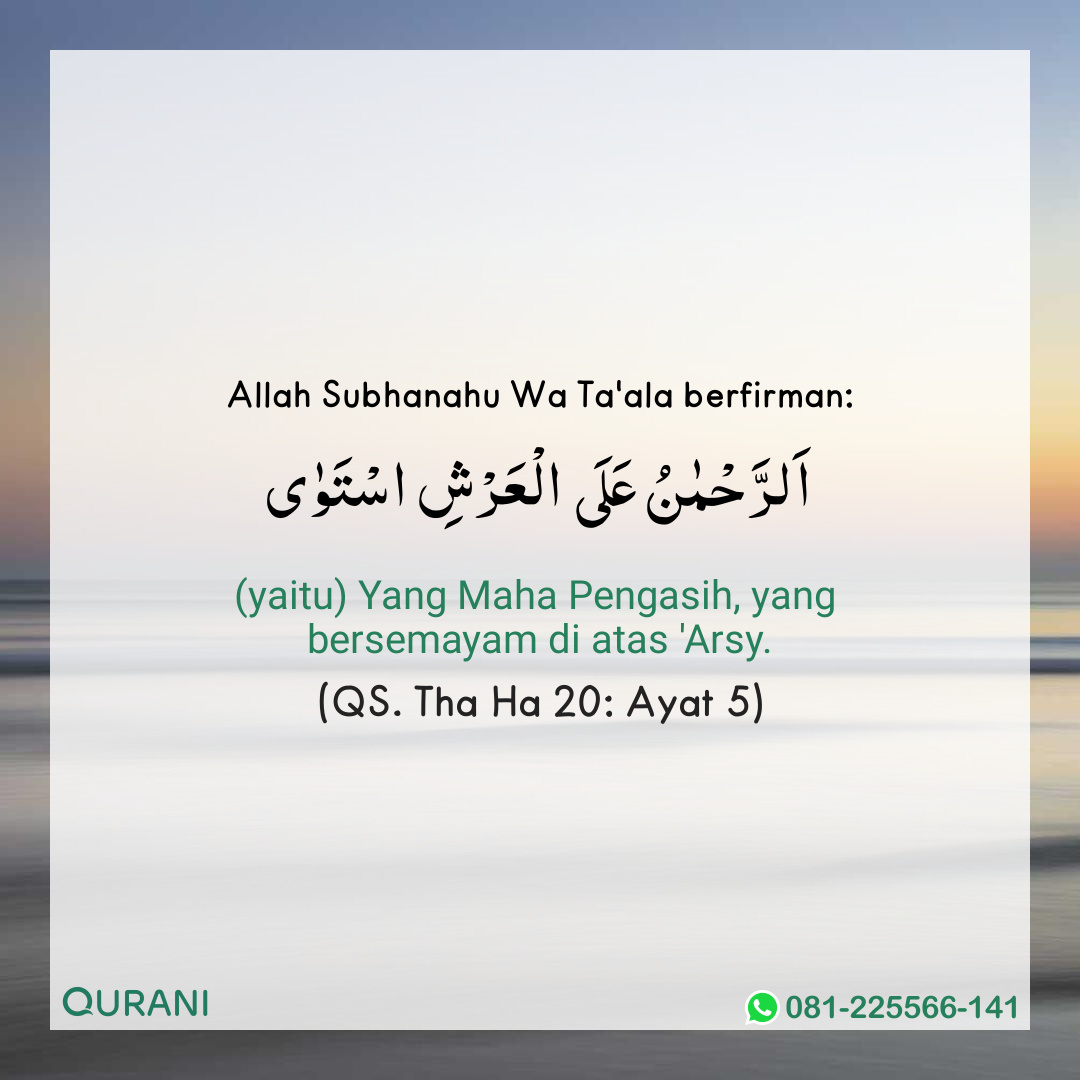 Allah Subhanahu Wa Ta'ala berfirman:
اَلرَّحْمٰنُ عَلَى الْعَرْشِ اسْتَوٰى
(yaitu) Yang Maha Pengasih, yang
bersemayam di atas 'Arsy.
(QS. Tha Ha 20: Ayat 5)
QURANI
081-225566-141